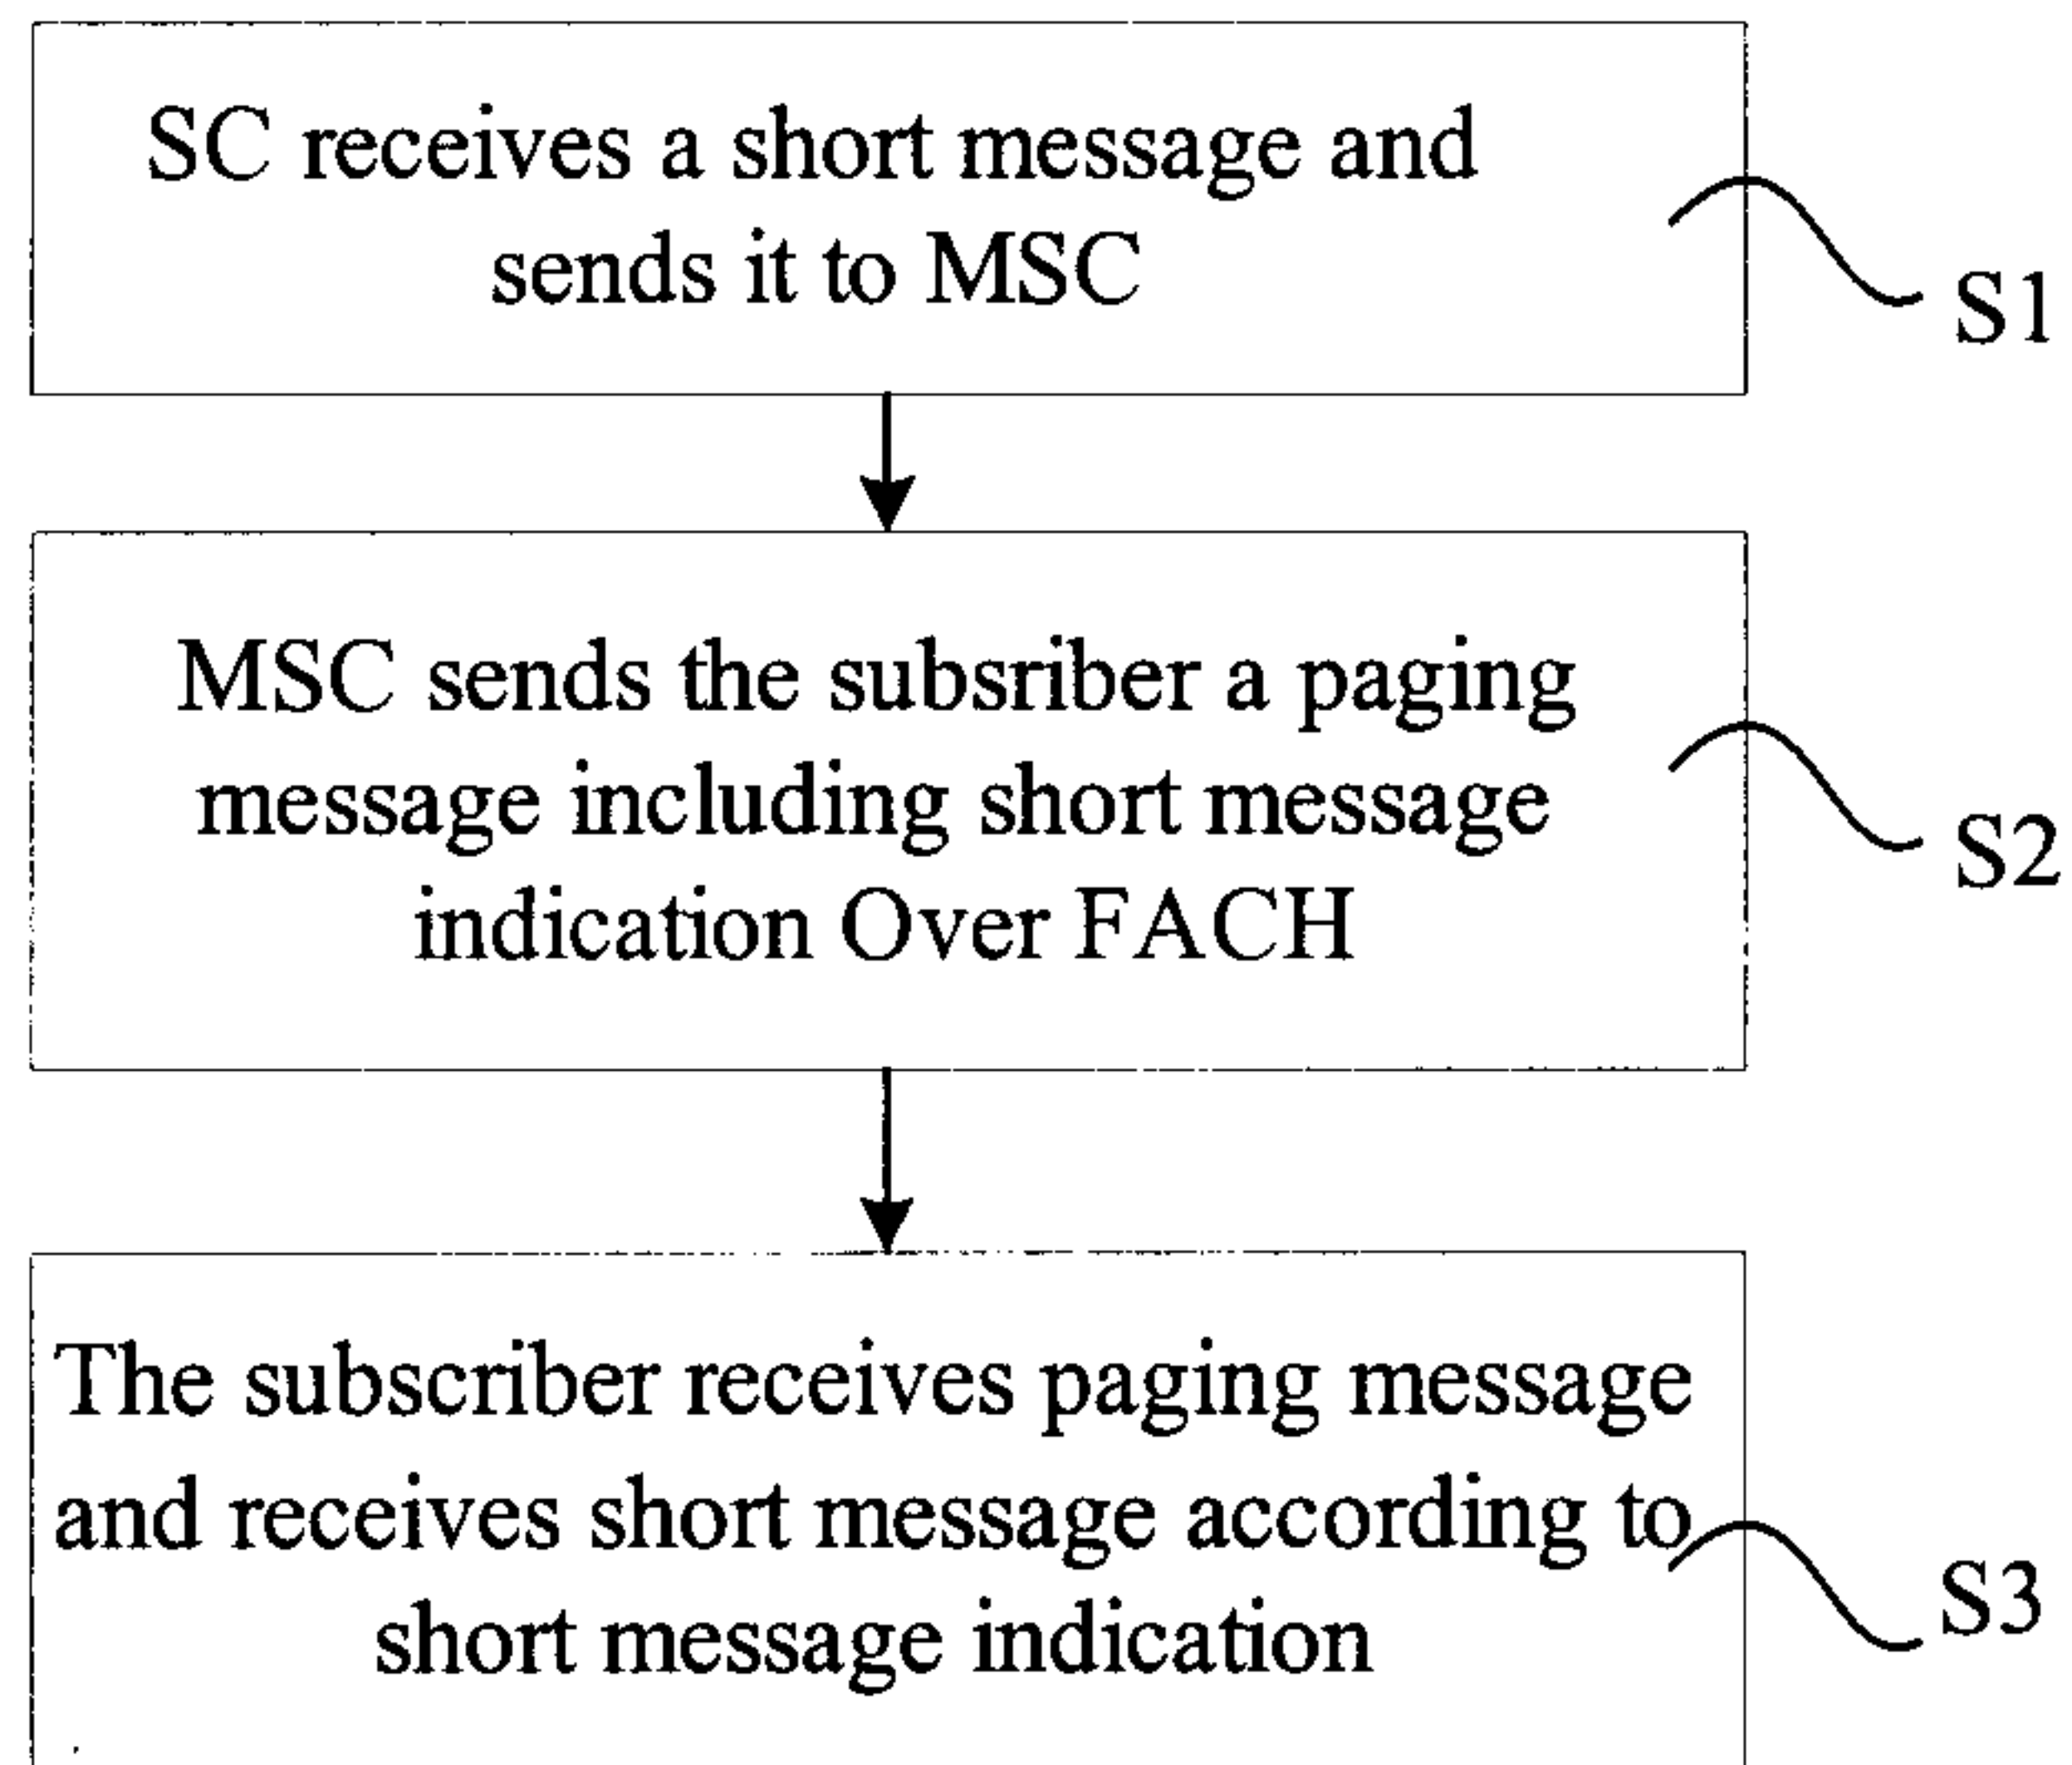 SC receives a short message and
sends it to MSC
S1
MSC sends the subsriber a paging
message including short message
indication Over FACH
S2
The subscriber receives paging message
and receives short message according to
short message indication
S3